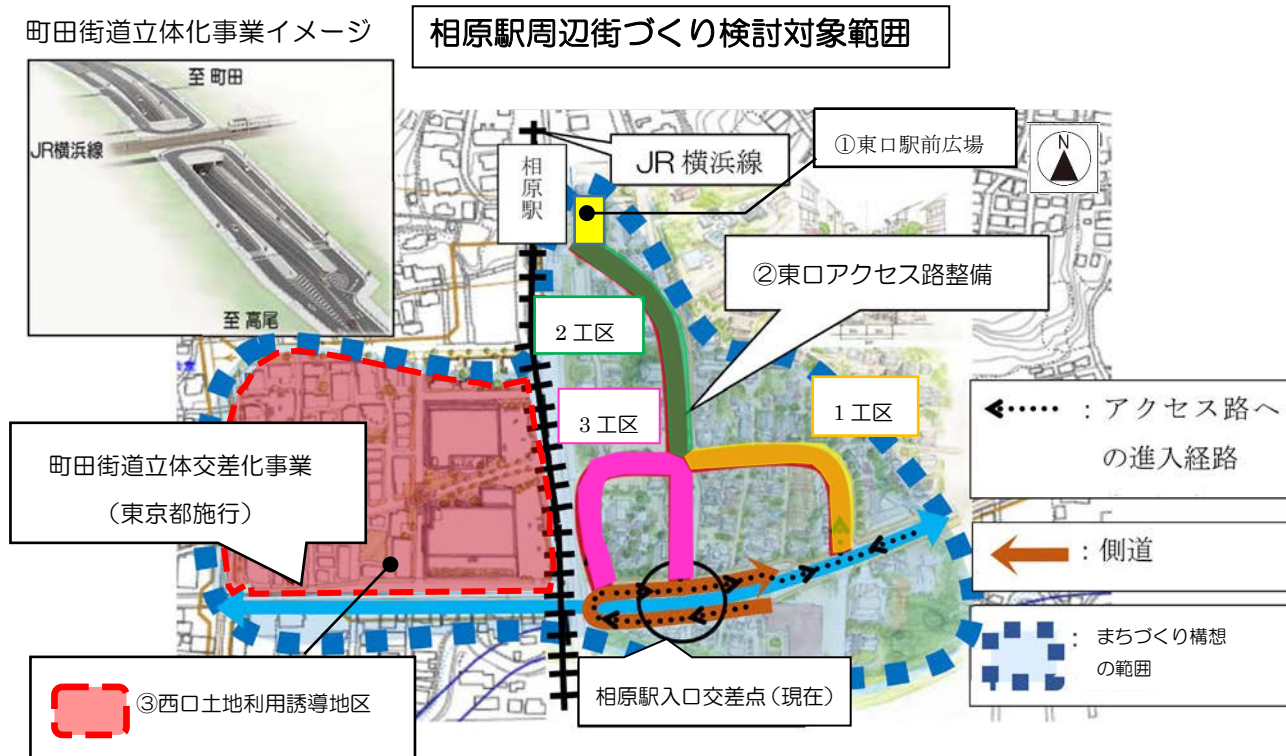 町田街道立体化事業イメージ
相原駅周辺街づくり検討対象範囲
至 町田
JR横浜線
至 高尾
相原駅
JR 横浜線
①東口駅前広場
N
②東口アクセス路整備
2 工区
3 工区
1 工区
町田街道立体交差化事業
（東京都施行）
：アクセス路へ
の進入経路
：側道
： まちづくり構想
の範囲
③西口土地利用誘導地区
相原駅入口交差点（現在）